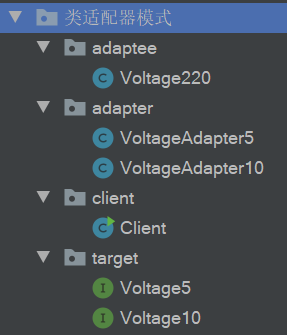 类适配器模式
adaptee
Voltage220
adapter
VoltageAdapter5
VoltageAdapter10
client
Client
target
Voltage5
Voltage10